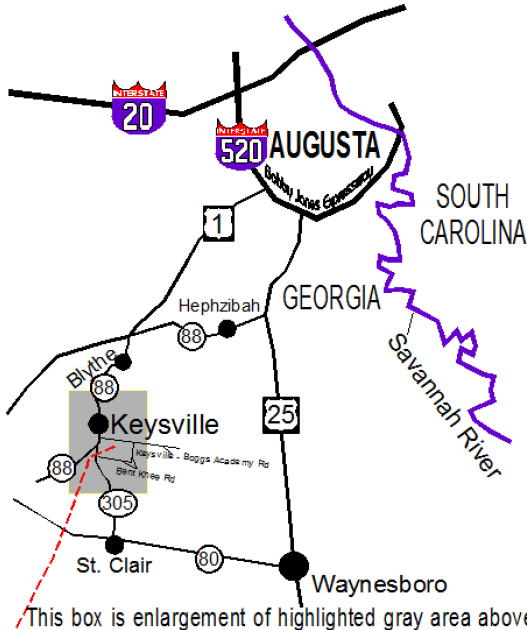 INTERSTATE
20
INTERSTATE
520
AUGUSTA
Bobby Jones Expressway
SOUTH
CAROLINA
1
GEORGIA
Hephzibah
88
Blythe
88
Savannah River
Keysville
25
Keysville - Boggs Academy Rd
88
Bent Knee Rd
305
St. Clair
80
Waynesboro
This box is enlargement of highlighted gray area above